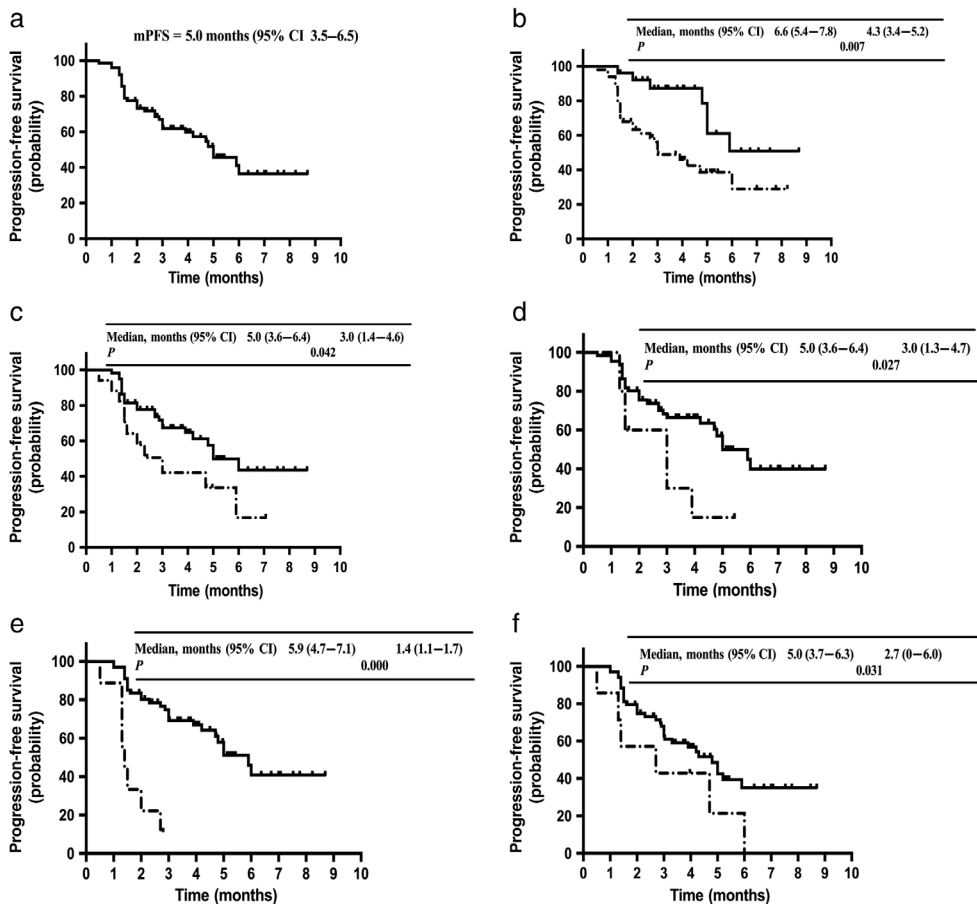 a
mPFS = 5.0 months (95% CI 3.5–6.5)
Progression-free survival
(probability)
100
80
60
40
20
0
0 1 2 3 4 5 6 7 8 9 10
Time (months)
b
Median, months (95% CI) 6.6 (5.4–7.8) 4.3 (3.4–5.2)
P 0.007
Progression-free survival
(probability)
100
80
60
40
20
0
0 1 2 3 4 5 6 7 8 9 10
Time (months)
c
Median, months (95% CI) 5.0 (3.6–6.4) 3.0 (1.4–4.6)
P 0.042
Progression-free survival
(probability)
100
80
60
40
20
0
0 1 2 3 4 5 6 7 8 9 10
Time (months)
d
Median, months (95% CI) 5.0 (3.6–6.4) 3.0 (1.3–4.7)
P 0.027
Progression-free survival
(probability)
100
80
60
40
20
0
0 1 2 3 4 5 6 7 8 9 10
Time (months)
e
Median, months (95% CI) 5.9 (4.7–7.1) 1.4 (1.1–1.7)
P 0.000
Progression-free survival
(probability)
100
80
60
40
20
0
0 1 2 3 4 5 6 7 8 9 10
Time (months)
f
Median, months (95% CI) 5.0 (3.7–6.3) 2.7 (0–6.0)
P 0.031
Progression-free survival
(probability)
100
80
60
40
20
0
0 1 2 3 4 5 6 7 8 9 10
Time (months)